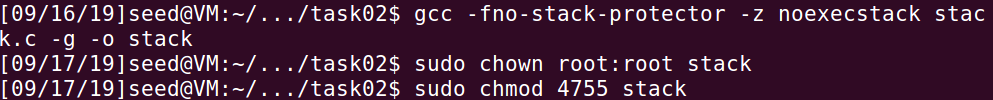 [09/16/19]seed@VM:~/.../task02$ gcc -fno-stack-protector -z noexecstack stac
k.c -g -o stack
[09/17/19]seed@VM:~/.../task02$ sudo chown root:root stack
[09/17/19]seed@VM:~/.../task02$ sudo chmod 4755 stack